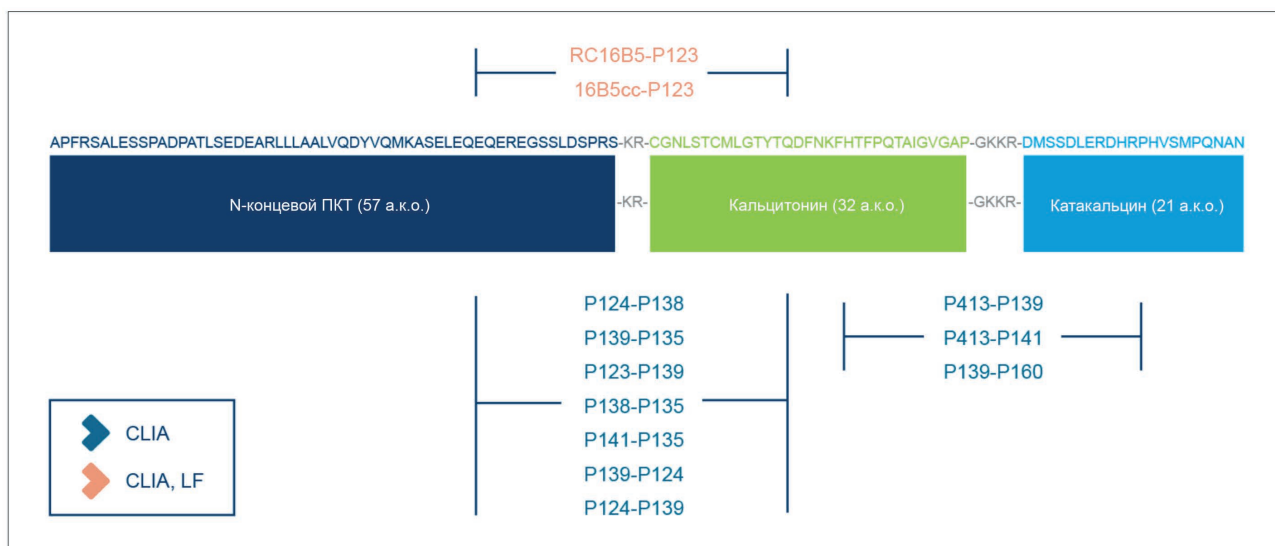 RC16B5-P123
16B5cc-P123
APFRSALESSPADPATLSEDEARLLLAALVQDYVQMKASELEQEQEREGSSLDSPRS-KR-CGNLSTCMLGTYTQDFNKFHTFPQTAIGVGAP-GKKR-DMSSDLERDHRPHVSMPQNAN
N-концевой ПКТ (57 а.к.о.) -KR- Кальцитонин (32 а.к.о.) -GKKR- Катакальцин (21 а.к.о.)
P124-P138
P139-P135
P123-P139
P138-P135
P141-P135
P139-P124
P124-P139
P413-P139
P413-P141
P139-P160
CLIA
CLIA, LF